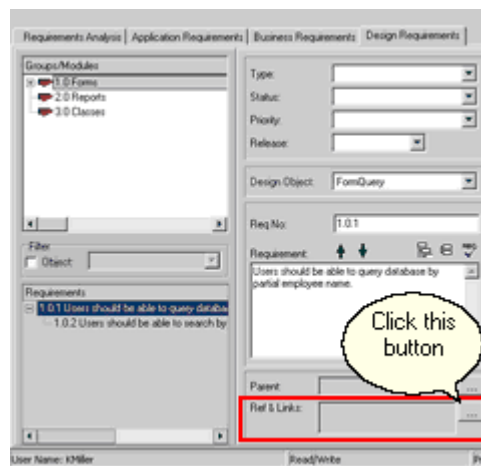 Requirements Analysis
Application Requirements
Business Requirements
Design Requirements
Groups/Modules
1.0 Forms
2.0 Reports
3.0 Classes
Filter
Object:
Requirements
1.0.1 Users should be able to query databa
1.0.2 Users should be able to search by
Type:
Status:
Priority:
Release:
Design Object:
FormQuery
Req No:
1.0.1
Requirement:
Users should be able to query database by
partial employee name.
Click this
button
Parent:
...
Ref & Links:
...
User Name: KMiller
Read/Write